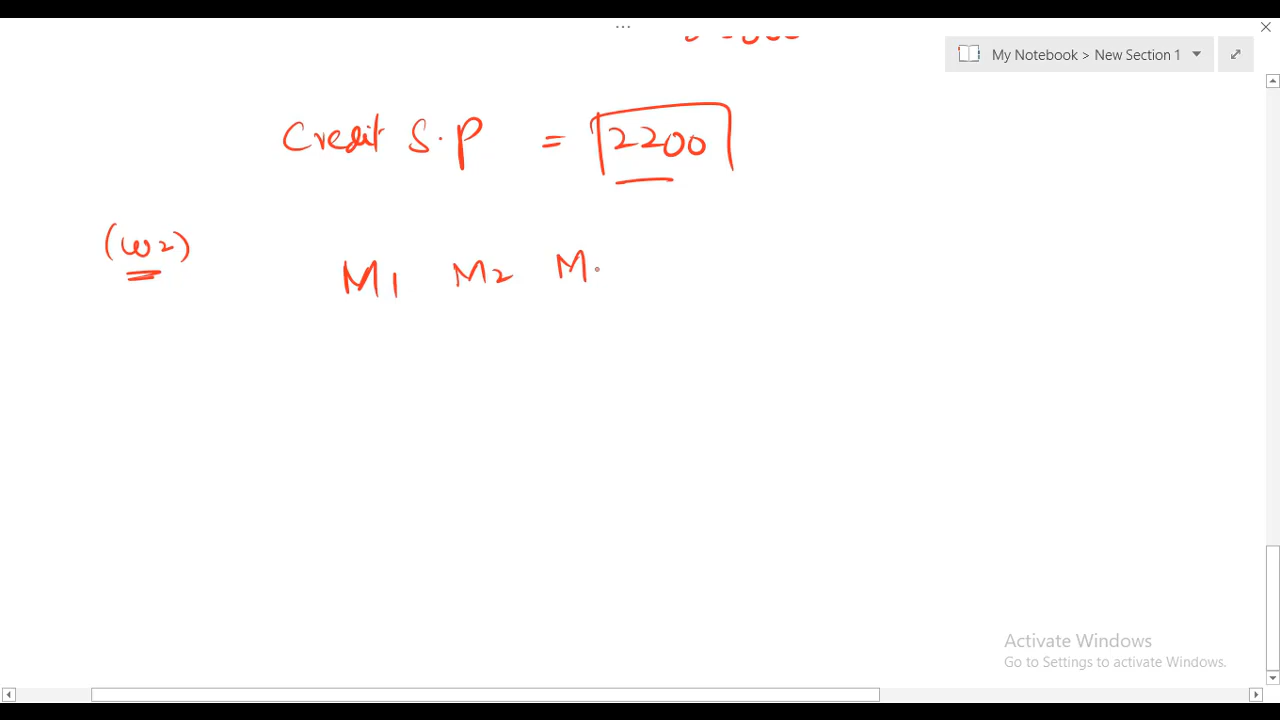 My Notebook > New Section 1
Credit S.P = 2200
(W2)
M1 M2 M
Activate Windows
Go to Settings to activate Windows.